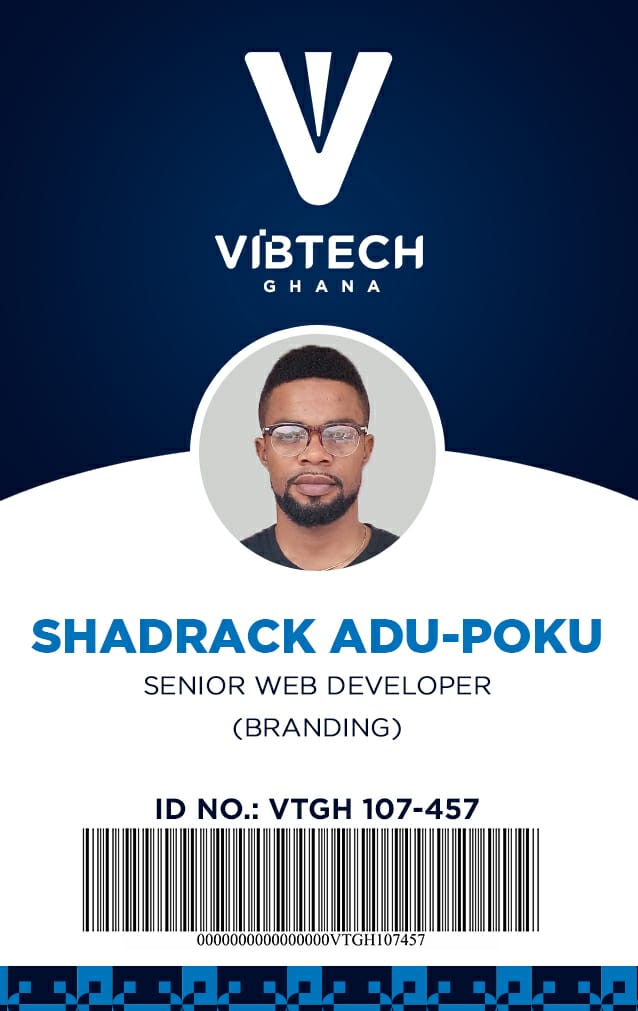 VIBTECH
GHANA
SHADRACK ADU-POKU
SENIOR WEB DEVELOPER
(BRANDING)
ID NO.: VTGH 107-457
0000000000000000VTGH107457